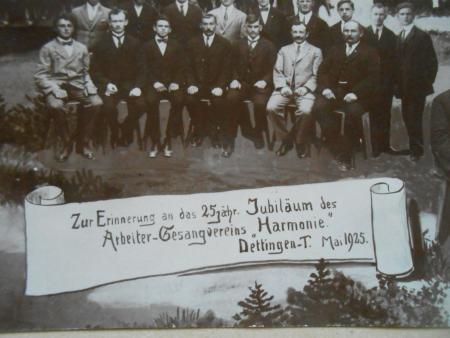 Zur Erinnerung an das 25jähr. Jubiläum des
Arbeiter-Gesangvereins "Harmonie."
Dettingen-T. Mai 1925.